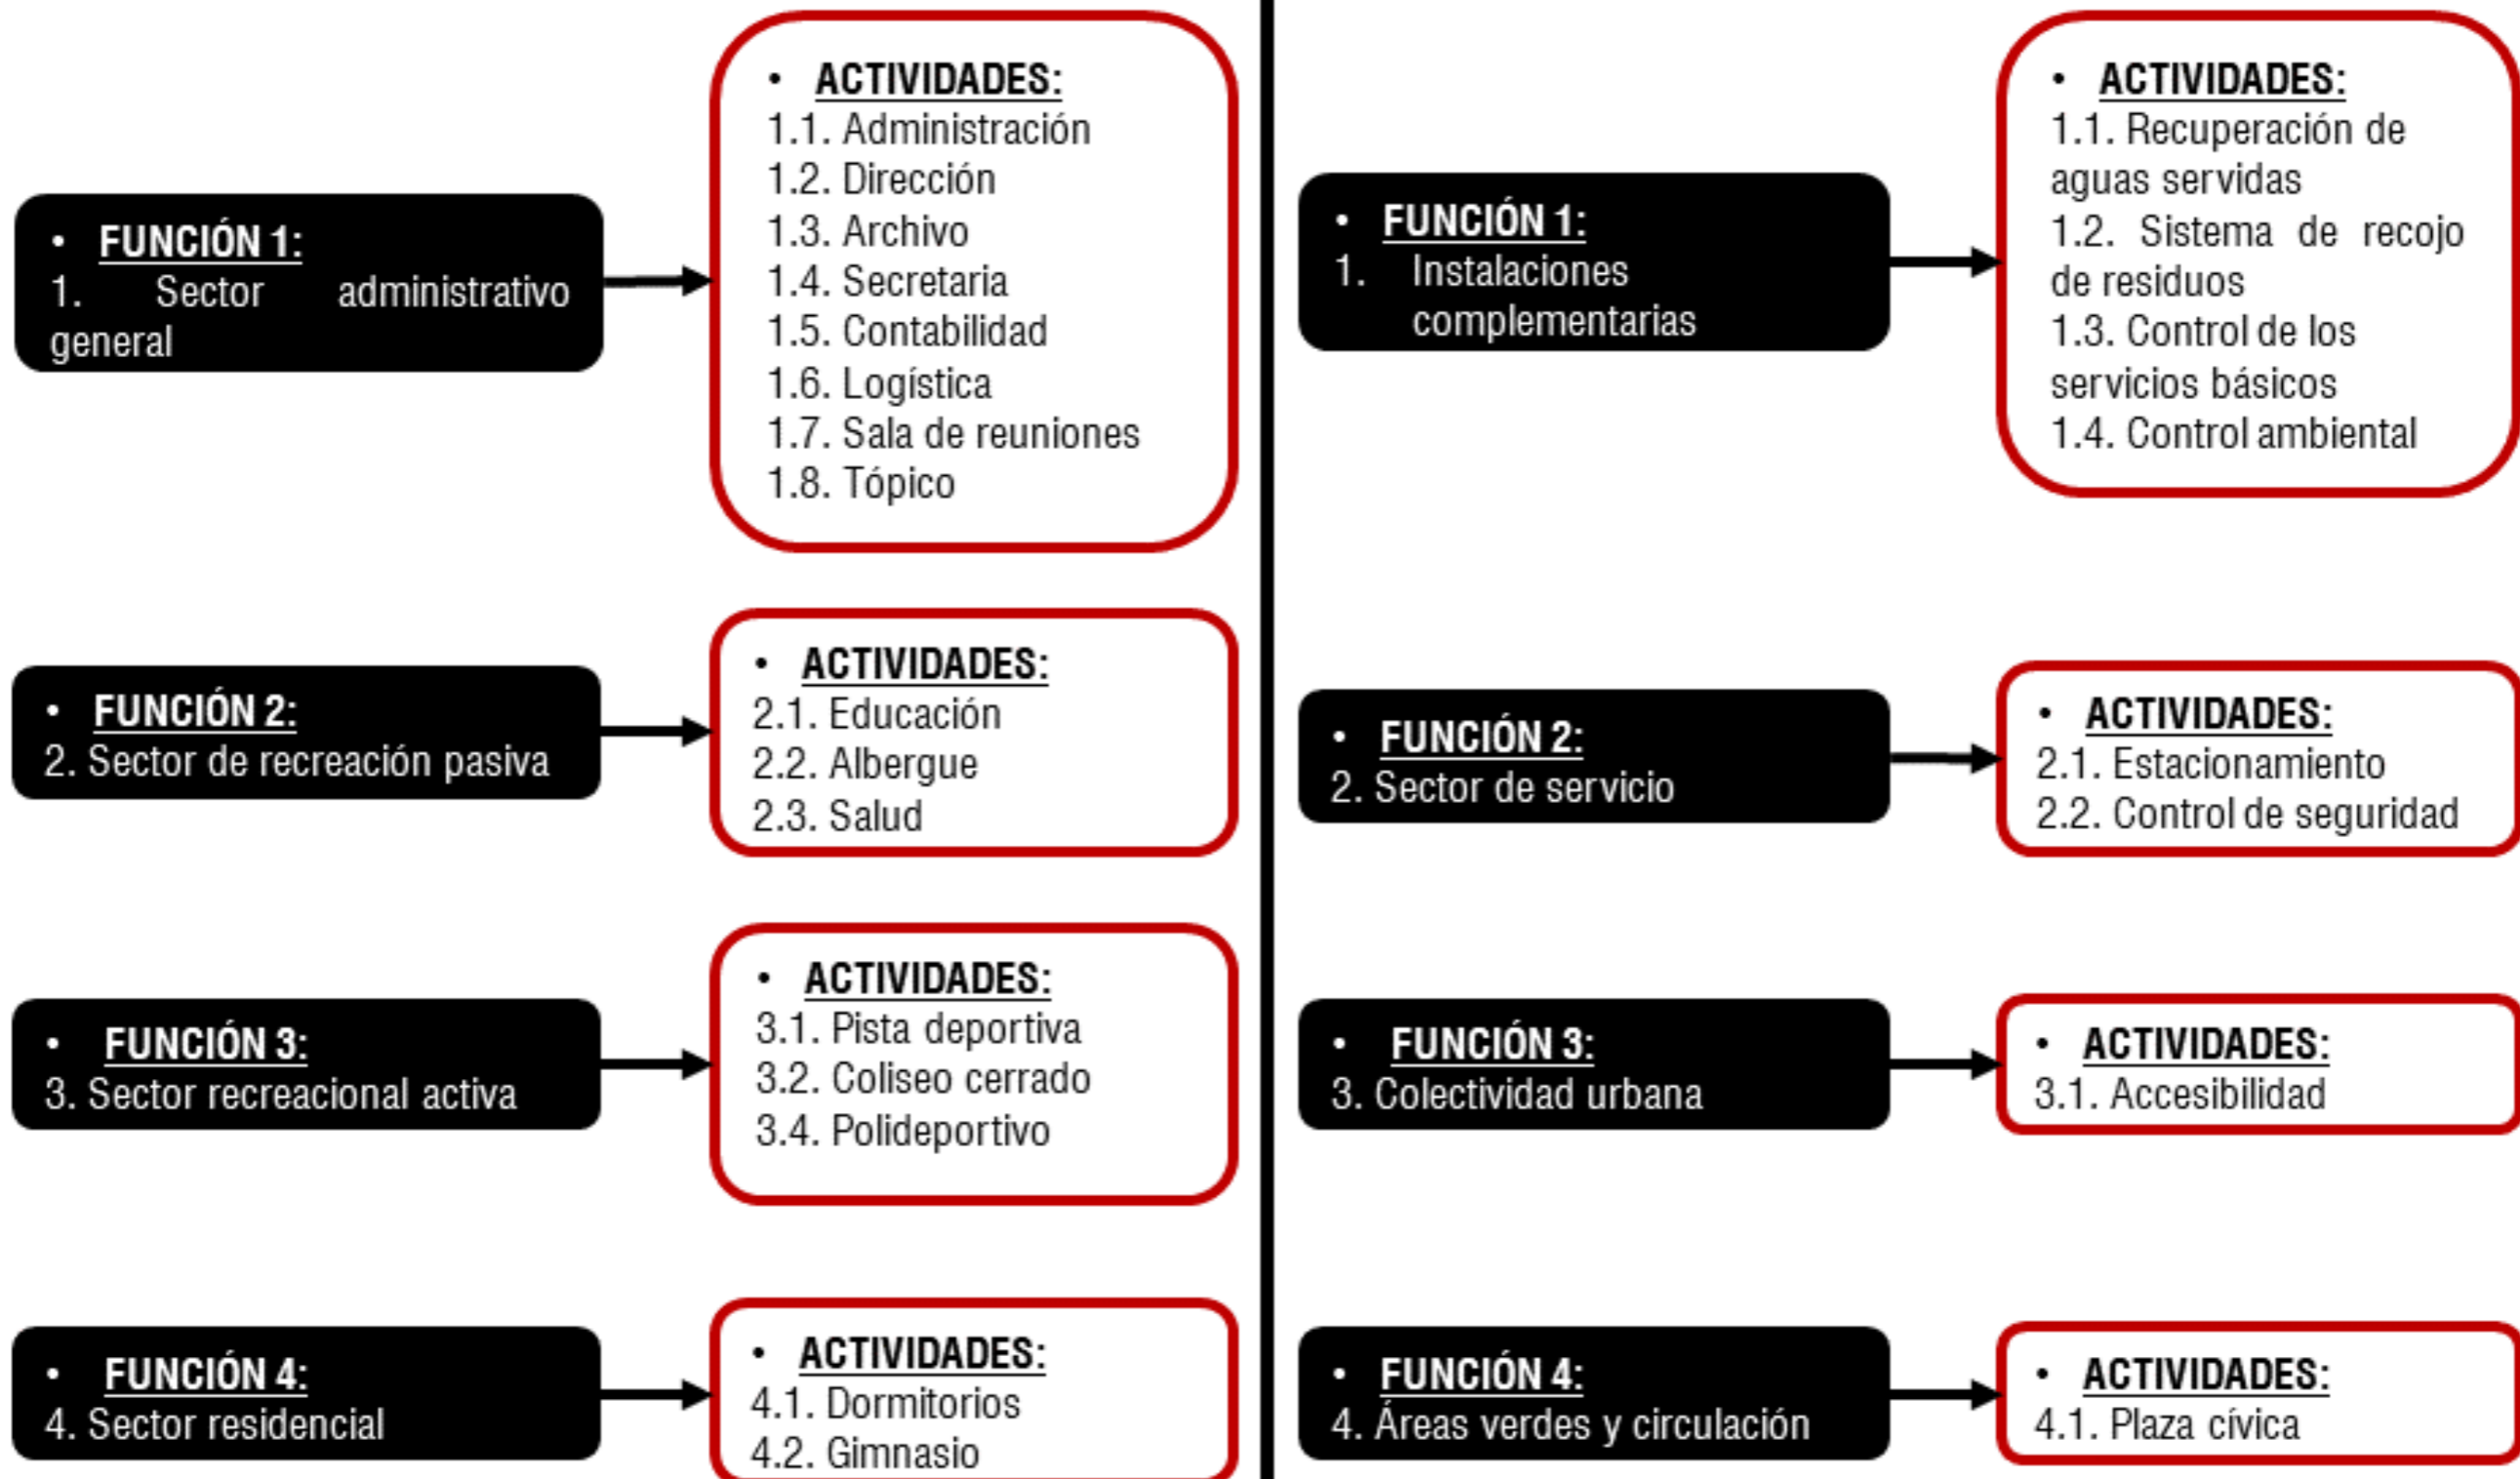 • FUNCIÓN 1:
1. Sector administrativo
general
• ACTIVIDADES:
1.1. Administración
1.2. Dirección
1.3. Archivo
1.4. Secretaria
1.5. Contabilidad
1.6. Logística
1.7. Sala de reuniones
1.8. Tópico
• FUNCIÓN 2:
2. Sector de recreación pasiva
• ACTIVIDADES:
2.1. Educación
2.2. Albergue
2.3. Salud
• FUNCIÓN 3:
3. Sector recreacional activa
• ACTIVIDADES:
3.1. Pista deportiva
3.2. Coliseo cerrado
3.4. Polideportivo
• FUNCIÓN 4:
4. Sector residencial
• ACTIVIDADES:
4.1. Dormitorios
4.2. Gimnasio
• FUNCIÓN 1:
1. Instalaciones
complementarias
• ACTIVIDADES:
1.1. Recuperación de
aguas servidas
1.2. Sistema de recojo
de residuos
1.3. Control de los
servicios básicos
1.4. Control ambiental
• FUNCIÓN 2:
2. Sector de servicio
• ACTIVIDADES:
2.1. Estacionamiento
2.2. Control de seguridad
• FUNCIÓN 3:
3. Colectividad urbana
• ACTIVIDADES:
3.1. Accesibilidad
• FUNCIÓN 4:
4. Áreas verdes y circulación
• ACTIVIDADES:
4.1. Plaza cívica